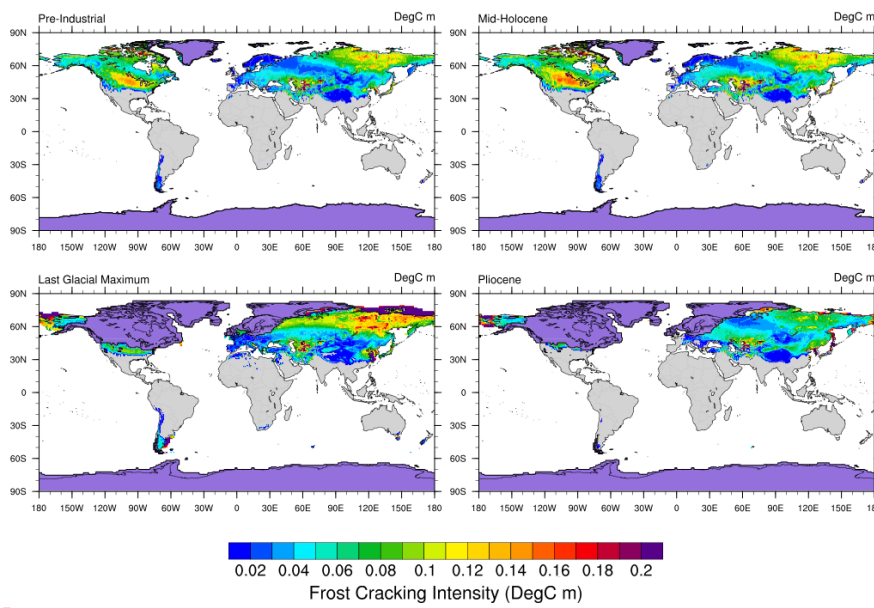 Pre-Industrial DegC m
90N
60N
30N
0
30S
60S
90S
180 150W 120W 90W 60W 30W 0 30E 60E 90E 120E 150E 180
Mid-Holocene DegC m
90N
60N
30N
0
30S
60S
90S
180 150W 120W 90W 60W 30W 0 30E 60E 90E 120E 150E 18
Last Glacial Maximum DegC m
90N
60N
30N
0
30S
60S
90S
180 150W 120W 90W 60W 30W 0 30E 60E 90E 120E 150E 180
Pliocene DegC m
90N
60N
30N
0
30S
60S
90S
180 150W 120W 90W 60W 30W 0 30E 60E 90E 120E 150E 18
0.02 0.04 0.06 0.08 0.1 0.12 0.14 0.16 0.18 0.2
Frost Cracking Intensity (DegC m)